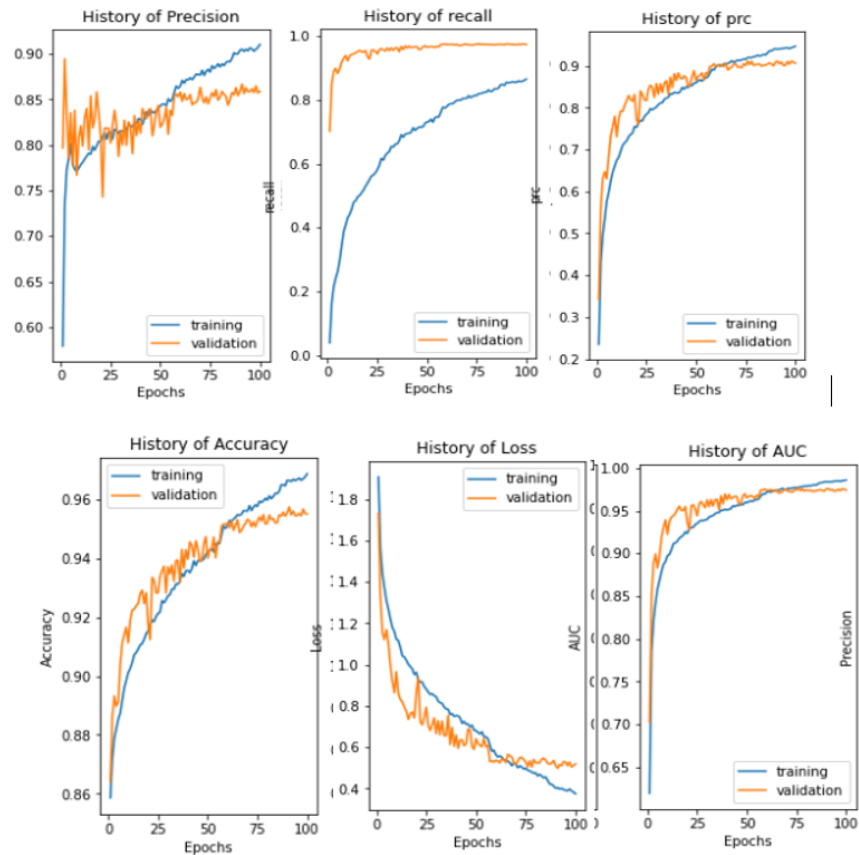 History of Precision
0.90
0.85
0.80
0.75
0.70
0.65
0.60
training
validation
0 25 50 75 100
Epochs
History of recall
recall
1.0
0.8
0.6
0.4
0.2
0.0
training
validation
0 25 50 75 100
Epochs
History of prc
prc
0.9
0.8
0.7
0.6
0.5
0.4
0.3
0.2
training
validation
0 25 50 75 100
Epochs
History of Accuracy
Accuracy
0.96
0.94
0.92
0.90
0.88
0.86
training
validation
0 25 50 75 100
Epochs
History of Loss
Loss
1.8
1.6
1.4
1.2
1.0
0.8
0.6
0.4
training
validation
0 25 50 75 100
Epochs
History of AUC
AUC
1.00
0.95
0.90
0.85
0.80
0.75
0.70
0.65
training
validation
0 25 50 75 100
Epochs
Precision